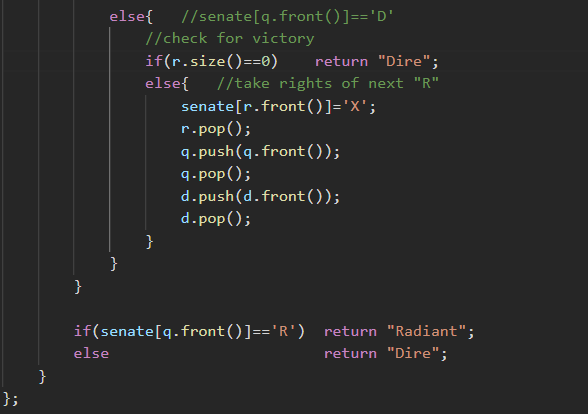 else{   //senate[q.front()]=='D'
//check for victory
if(r.size()==0)    return "Dire";
else{   //take rights of next "R"
senate[r.front()]='X';
r.pop();
q.push(q.front());
q.pop();
d.push(d.front());
d.pop();
}
}
}
if(senate[q.front()]=='R')  return "Radiant";
else                        return "Dire";
}
};